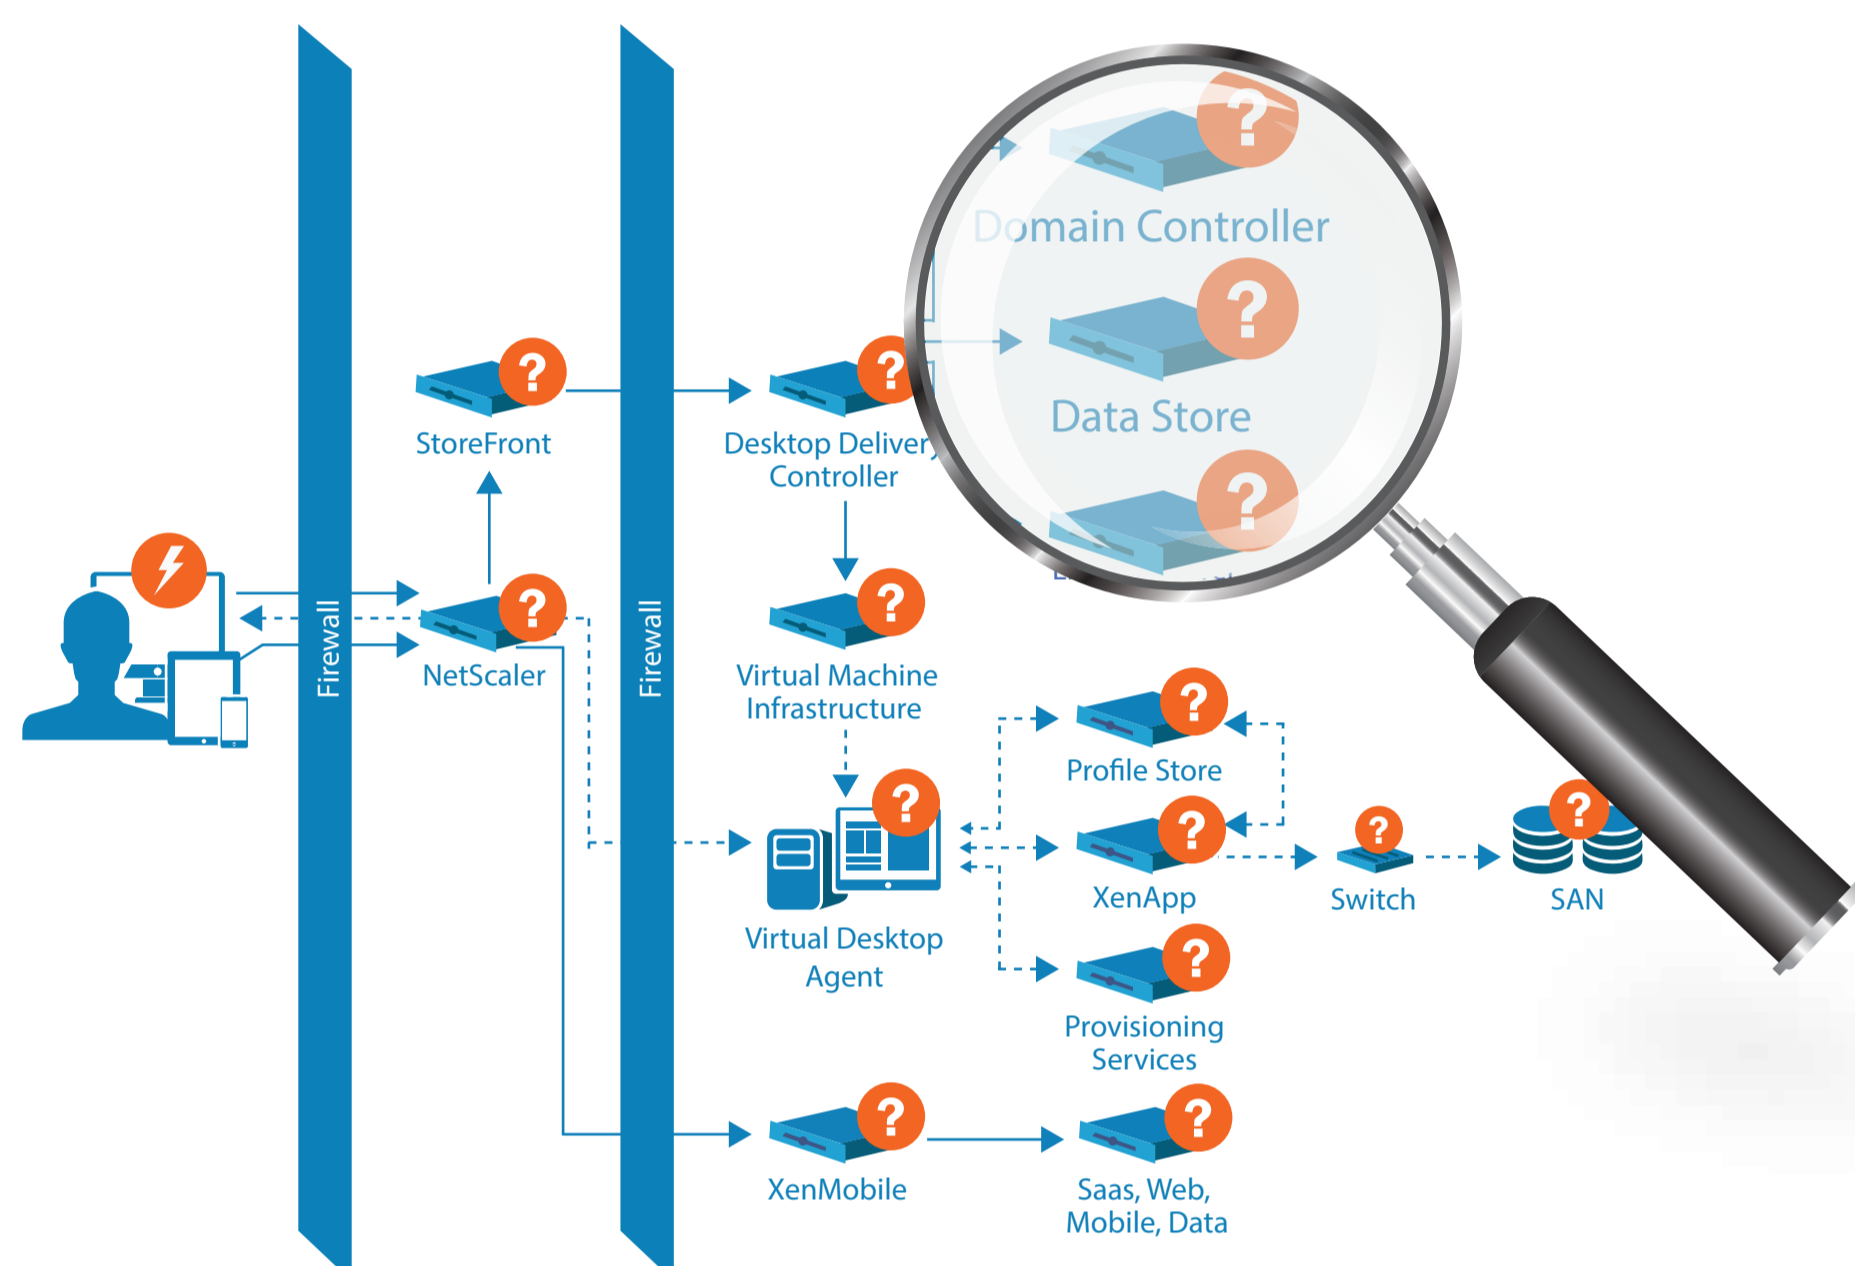 ?
Domain Controller
?
Data Store
?
?
StoreFront
?
Desktop Delivery
Controller
Firewall
?
NetScaler
Firewall
?
Virtual Machine
Infrastructure
?
Profile Store
?
?
XenApp
?
Switch
?
SAN
Virtual Desktop
Agent
?
Provisioning
Services
?
XenMobile
?
Saas, Web,
Mobile, Data